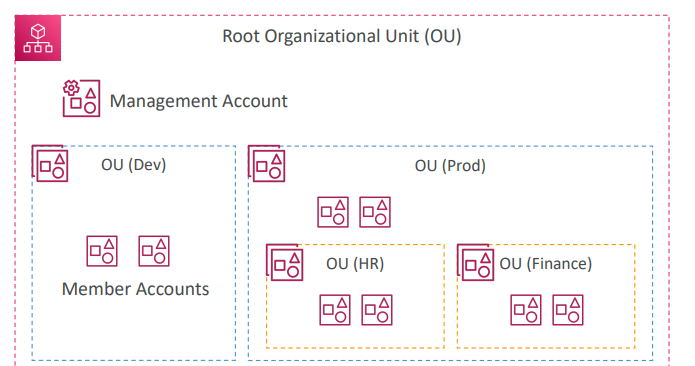 Root Organizational Unit (OU)
Management Account
OU (Dev)
OU (Prod)
Member Accounts
OU (HR)
OU (Finance)